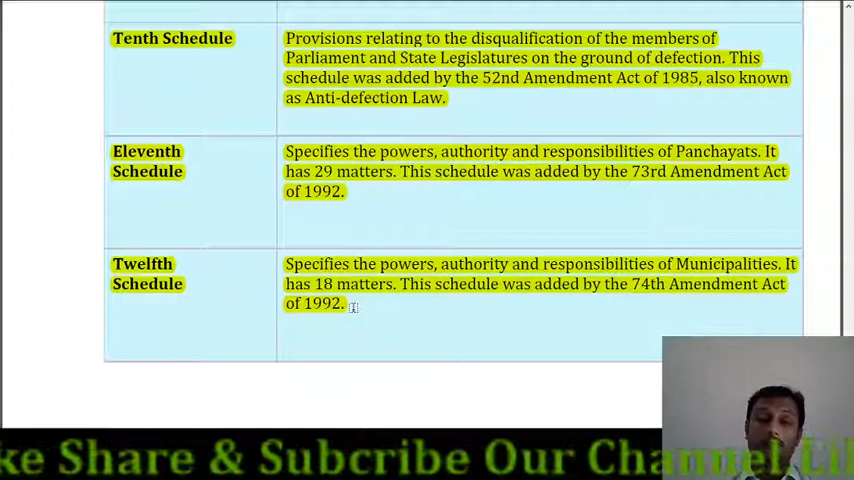 Tenth Schedule
Provisions relating to the disqualification of the members of
Parliament and State Legislatures on the ground of defection. This
schedule was added by the 52nd Amendment Act of 1985, also known
as Anti-defection Law.
Eleventh
Schedule
Specifies the powers, authority and responsibilities of Panchayats. It
has 29 matters. This schedule was added by the 73rd Amendment Act
of 1992.
Twelfth
Schedule
Specifies the powers, authority and responsibilities of Municipalities. It
has 18 matters. This schedule was added by the 74th Amendment Act
of 1992.
ke Share & Subcribe Our Channel Li